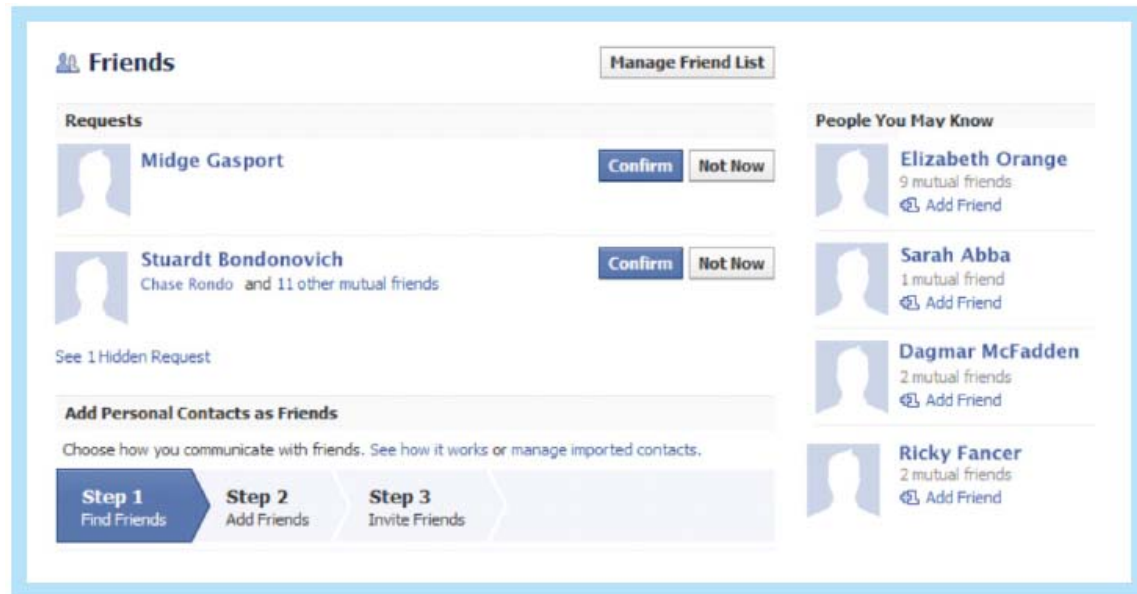 Friends
Manage Friend List
Requests
Midge Gasport
Confirm
Not Now
Stuardt Bondonovich
Chase Rondo and 11 other mutual friends
Confirm
Not Now
See 1 Hidden Request
Add Personal Contacts as Friends
Choose how you communicate with friends. See how it works or manage imported contacts.
Step 1
Find Friends
Step 2
Add Friends
Step 3
Invite Friends
People You May Know
Elizabeth Orange
9 mutual friends
Add Friend
Sarah Abba
1 mutual friend
Add Friend
Dagmar McFadden
2 mutual friends
Add Friend
Ricky Fancer
2 mutual friends
Add Friend